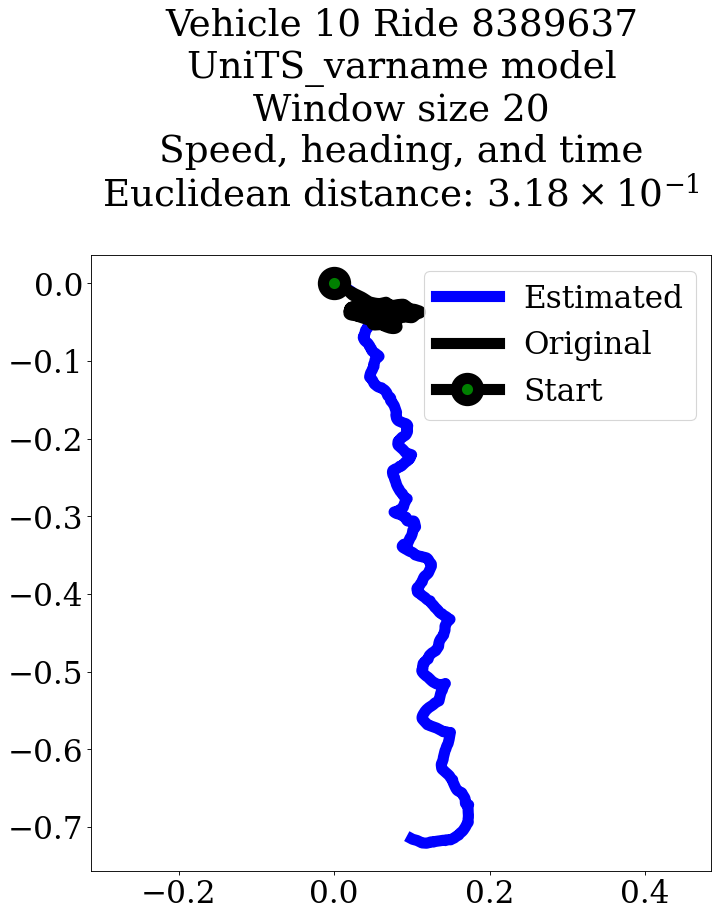 Vehicle 10 Ride 8389637
UniTS_varname model
Window size 20
Speed, heading, and time
Euclidean distance: 3.18 × 10⁻¹
Estimated
Original
Start
0.0
−0.1
−0.2
−0.3
−0.4
−0.5
−0.6
−0.7
−0.2 0.0 0.2 0.4